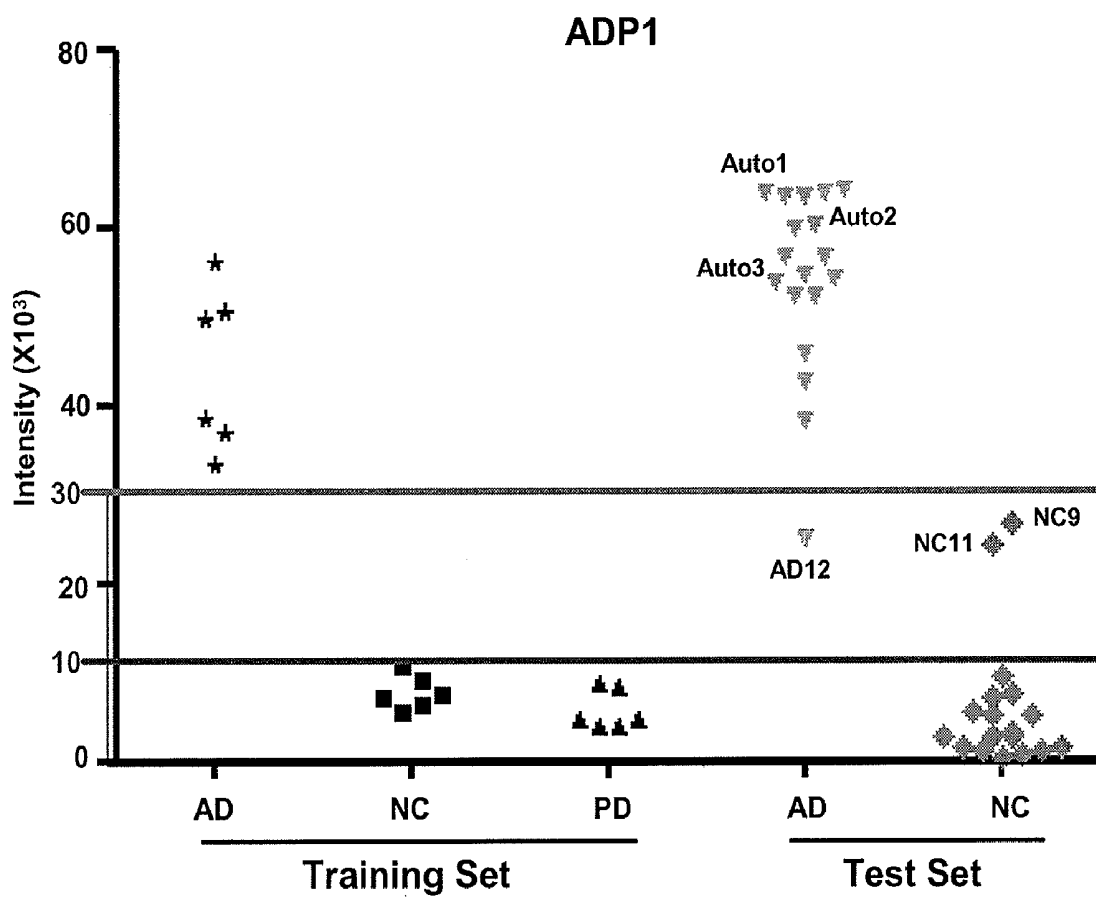 ADP1
80
60
40
30
20
10
0
Intensity (X10³)
Auto1
Auto2
Auto3
AD12
NC9
NC11
AD NC PD AD NC
Training Set Test Set